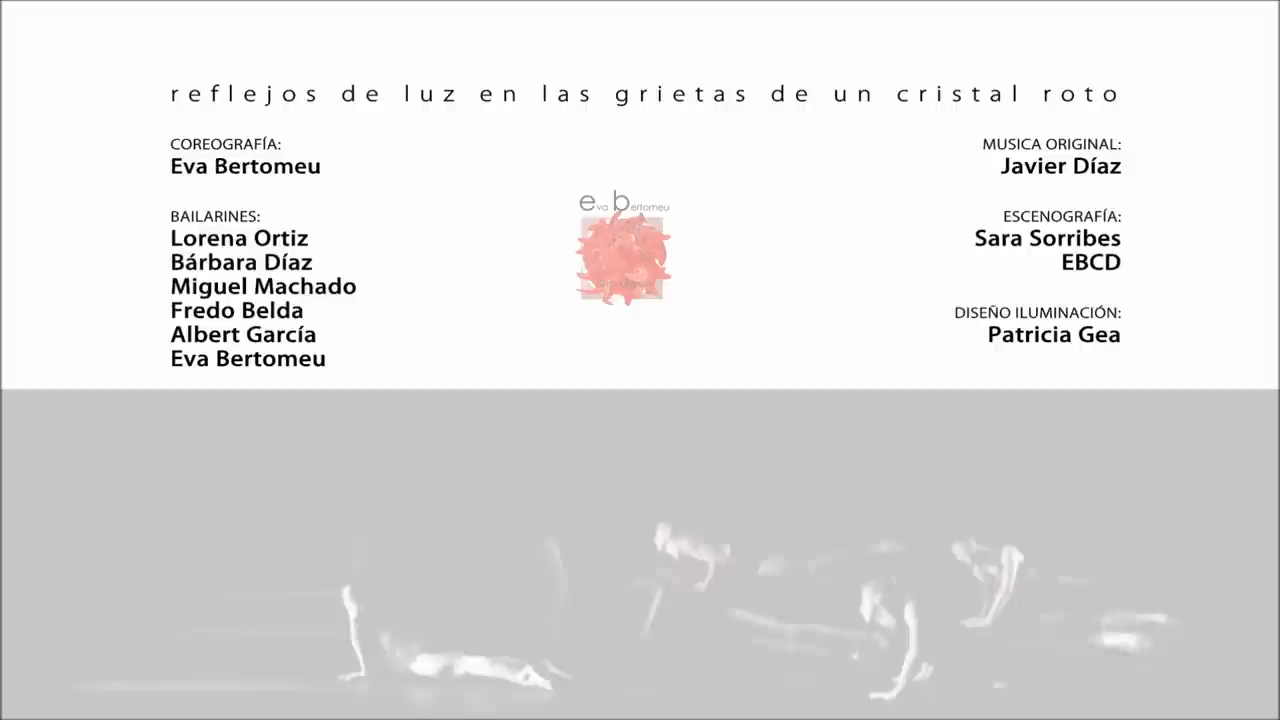 reflejos de luz en las grietas de un cristal roto
COREOGRAFÍA:
Eva Bertomeu
BAILARINES:
Lorena Ortiz
Bárbara Díaz
Miguel Machado
Fredo Belda
Albert García
Eva Bertomeu
eva bertomeu
MUSICA ORIGINAL:
Javier Díaz
ESCENOGRAFÍA:
Sara Sorribes
EBCD
DISEÑO ILUMINACIÓN:
Patricia Gea